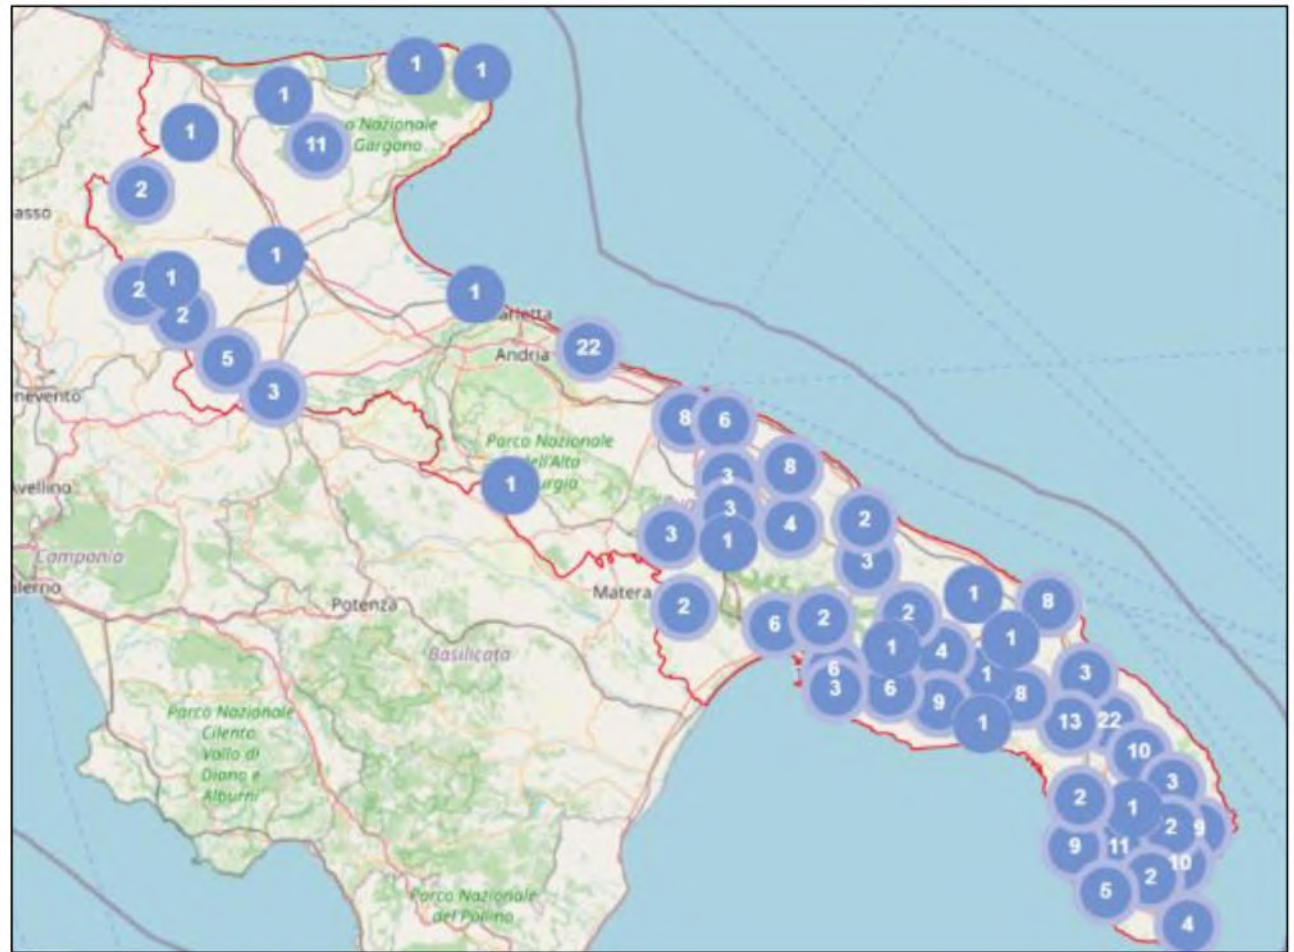 1
1
1
1
11
o Nazionale
Gargano
2
asso
1
1
2
2
1
arletta
5
Andria
22
3
nevento
8
6
Parco Nazionale
dell'Alta
urgia
1
3
8
3
4
2
3
1
3
Campania
vellino
lerno
Potenza
Matera
2
6
2
2
1
8
Basilicata
1
4
1
6
3
6
9
1
8
1
3
13
22
10
Parco Nazionale
Cilento
Vallo di
Diano e
Alburni
3
2
1
2
9
9
11
10
5
2
4
Parco Nazionale
del Pollino